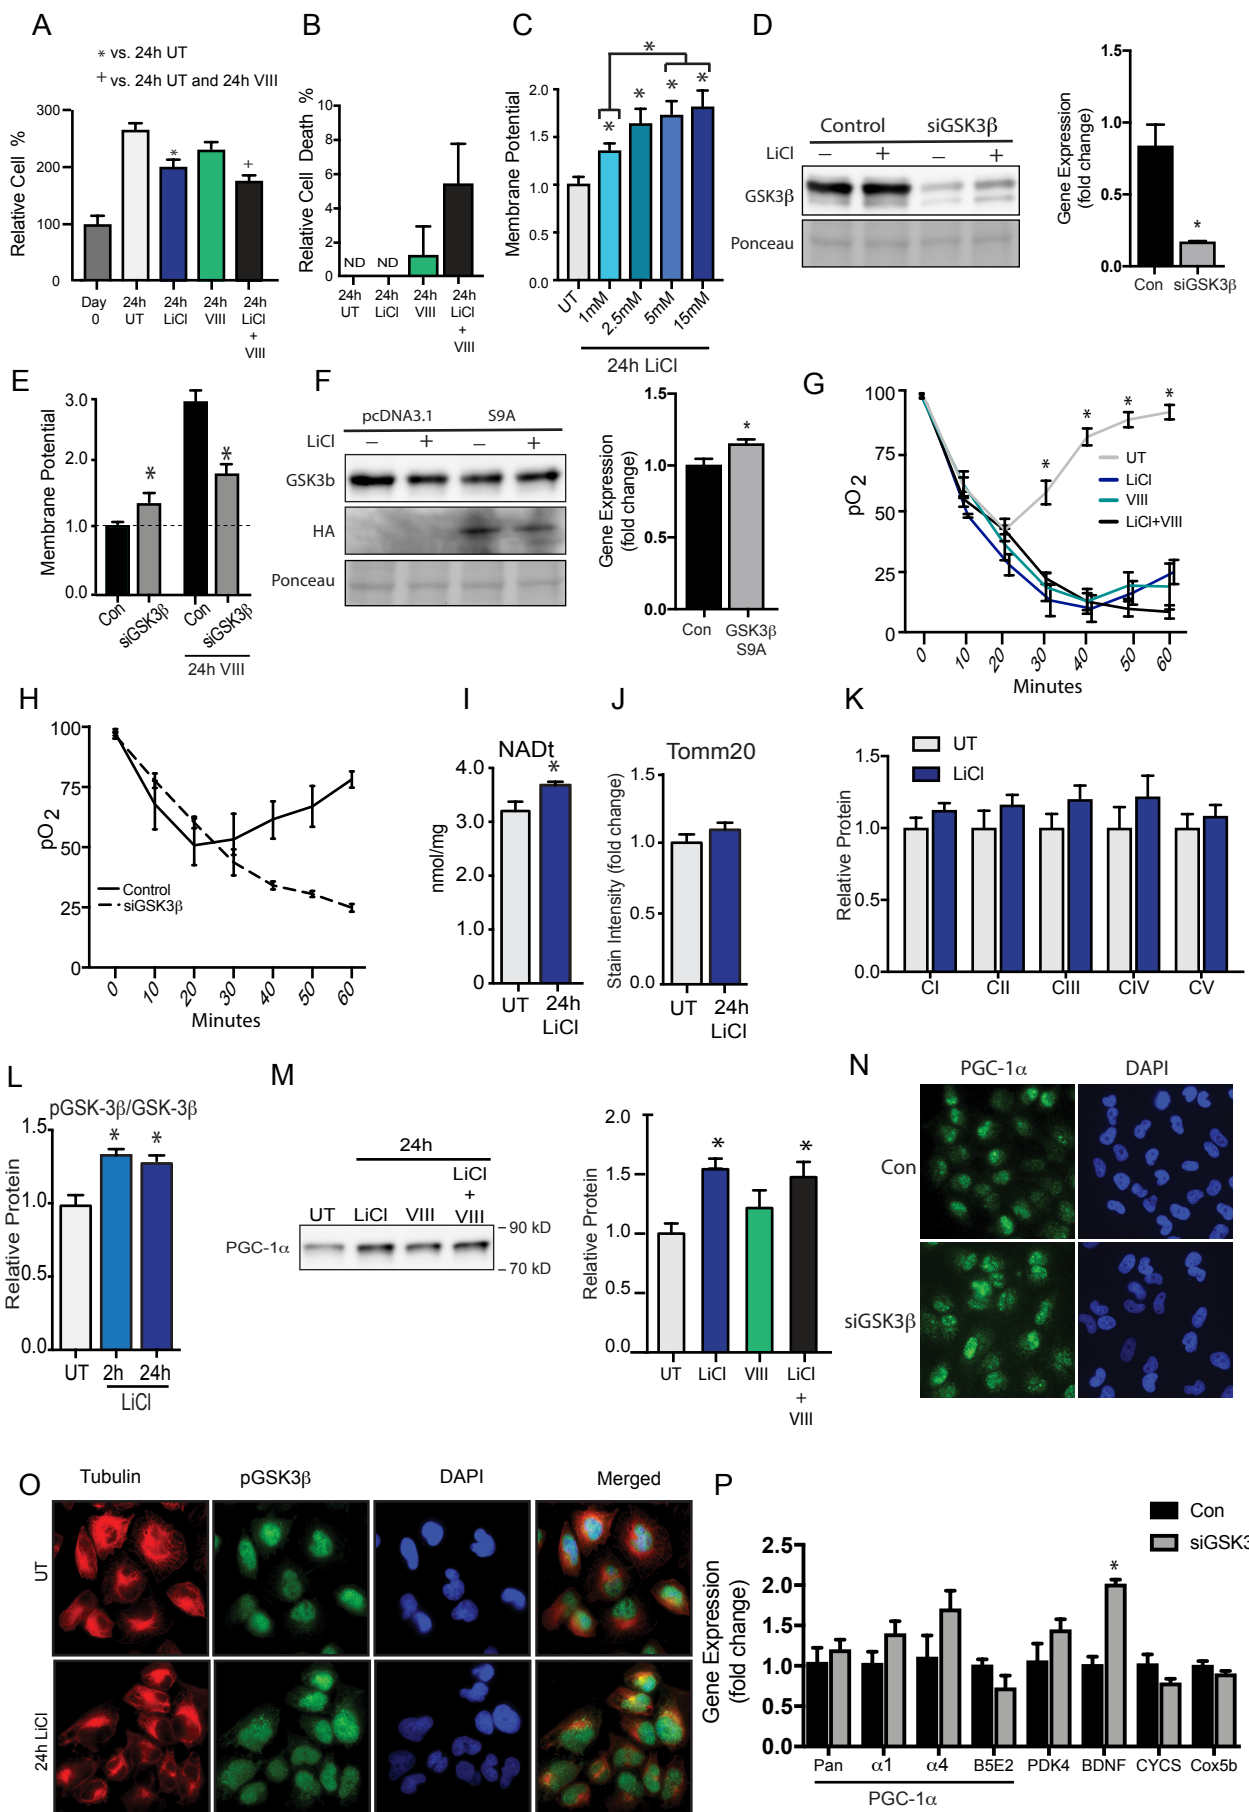 A
* vs. 24h UT
+ vs. 24h UT and 24h VIII
Relative Cell %
300
200
100
0
Day 0
24h UT
24h LiCl
24h VIII
24h LiCl + VIII
B
Relative Cell Death %
10
8
6
4
2
0
ND
ND
24h UT
24h LiCl
24h VIII
24h LiCl + VIII
C
Membrane Potential
2.0
1.5
1.0
0.5
0.0
*
* * * *
UT
1mM
2.5mM
5mM
15mM
24h LiCl
D
Control siGSK3β
LiCl − + − +
GSK3β
Ponceau
Gene Expression
(fold change)
1.5
1.0
0.5
0.0
*
Con siGSK3β
E
Membrane Potential
3.0
2.0
1.0
0.0
* *
Con
siGSK3β
Con
siGSK3β
24h VIII
F
pcDNA3.1 S9A
LiCl − + − +
GSK3b
HA
Ponceau
Gene Expression
(fold change)
1.5
1.0
0.5
0.0
*
Con GSK3β
S9A
G
pO2
100
75
50
25
0
* * * *
UT
LiCl
VIII
LiCl+VIII
0 10 20 30 40 50 60
Minutes
H
pO2
100
75
50
25
0
Control
siGSK3β
0 10 20 30 40 50 60
Minutes
I
NADt
nmol/mg
4.0
3.0
2.0
1.0
0
*
UT 24h
LiCl
J
Tomm20
Stain Intensity (fold change)
1.5
1.0
0.5
0.0
UT 24h
LiCl
K
UT
LiCl
Relative Protein
1.5
1.0
0.5
0.0
CI CII CIII CIV CV
L
pGSK-3β/GSK-3β
Relative Protein
1.5
1.0
0.5
0.0
* *
UT 2h 24h
LiCl
M
24h
UT LiCl VIII LiCl + VIII
PGC-1α
90 kD
70 kD
Relative Protein
2.0
1.5
1.0
0.5
0.0
* *
UT LiCl VIII LiCl
+
VIII
N
PGC-1α DAPI
Con
siGSK3β
O
Tubulin pGSK3β DAPI Merged
UT
24h LiCl
P
Con
siGSK3
Gene Expression
(fold change)
2.5
2.0
1.5
1.0
0.5
0.0
*
Pan α1 α4 B5E2 PDK4 BDNF CYCS Cox5b
PGC-1α